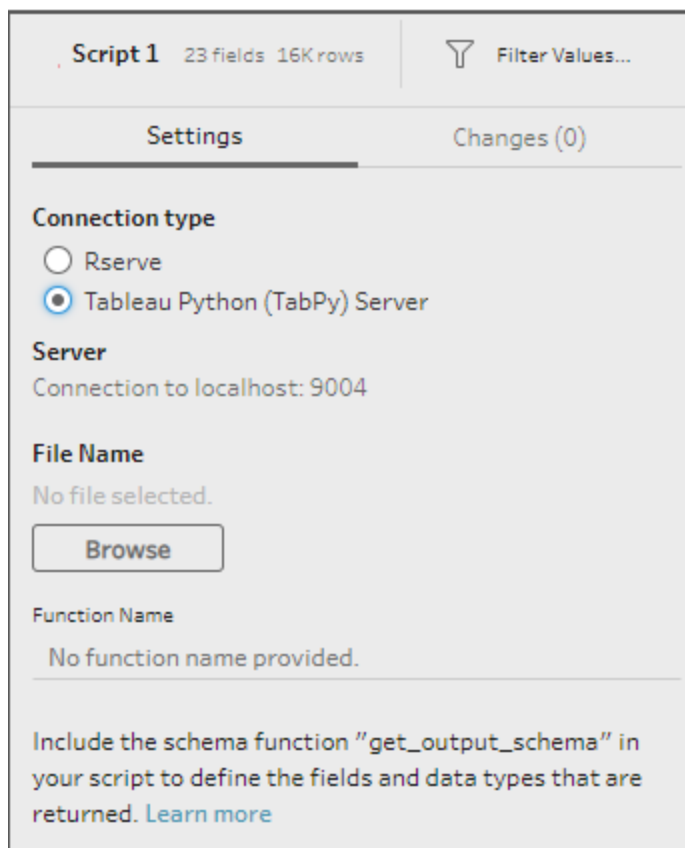 Script 1 23 fields 16K rows Filter Values...
Settings Changes (0)
Connection type
Rserve
Tableau Python (TabPy) Server
Server
Connection to localhost: 9004
File Name
No file selected.
Browse
Function Name
No function name provided.
Include the schema function "get_output_schema" in
your script to define the fields and data types that are
returned. Learn more